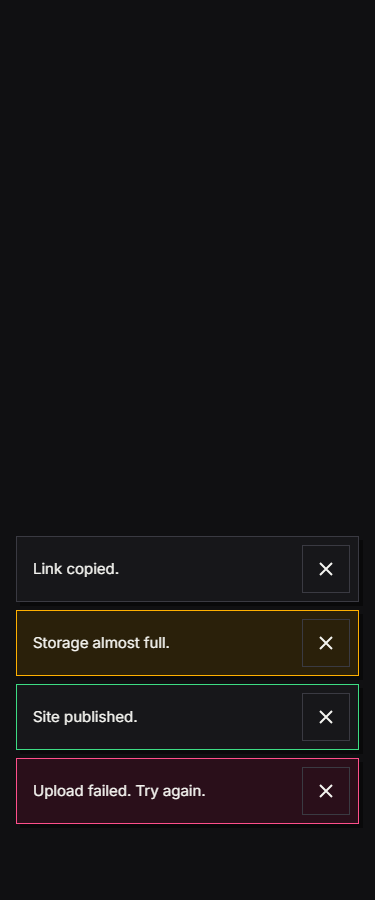 Link copied.
Storage almost full.
Site published.
Upload failed. Try again.